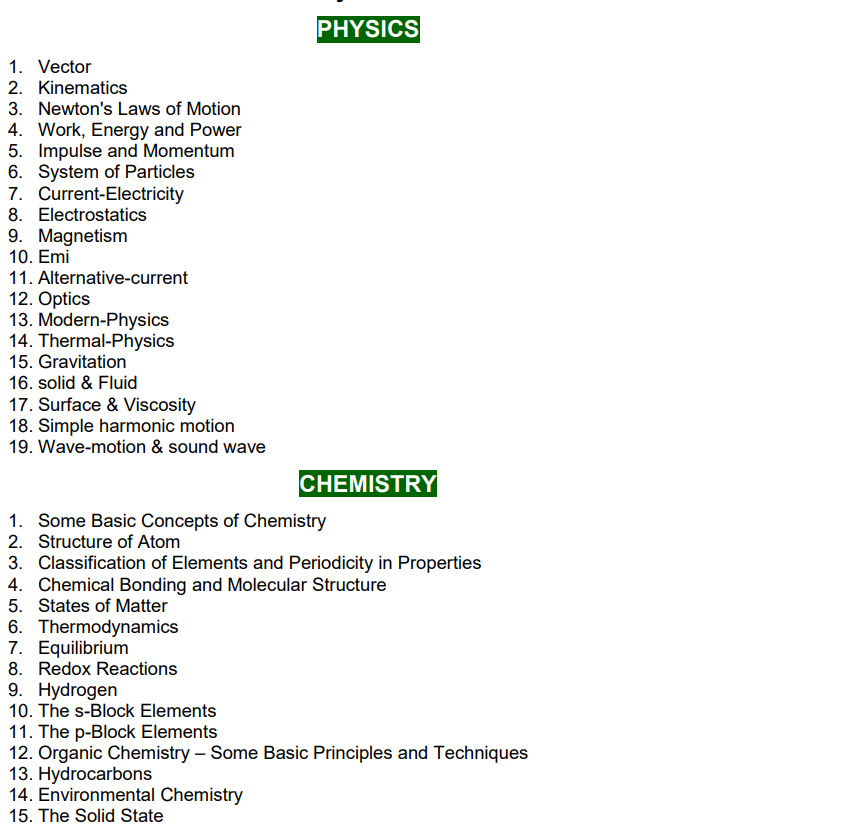 PHYSICS
1. Vector
2. Kinematics
3. Newton's Laws of Motion
4. Work, Energy and Power
5. Impulse and Momentum
6. System of Particles
7. Current-Electricity
8. Electrostatics
9. Magnetism
10. Emi
11. Alternative-current
12. Optics
13. Modern-Physics
14. Thermal-Physics
15. Gravitation
16. solid & Fluid
17. Surface & Viscosity
18. Simple harmonic motion
19. Wave-motion & sound wave
CHEMISTRY
1. Some Basic Concepts of Chemistry
2. Structure of Atom
3. Classification of Elements and Periodicity in Properties
4. Chemical Bonding and Molecular Structure
5. States of Matter
6. Thermodynamics
7. Equilibrium
8. Redox Reactions
9. Hydrogen
10. The s-Block Elements
11. The p-Block Elements
12. Organic Chemistry – Some Basic Principles and Techniques
13. Hydrocarbons
14. Environmental Chemistry
15. The Solid State